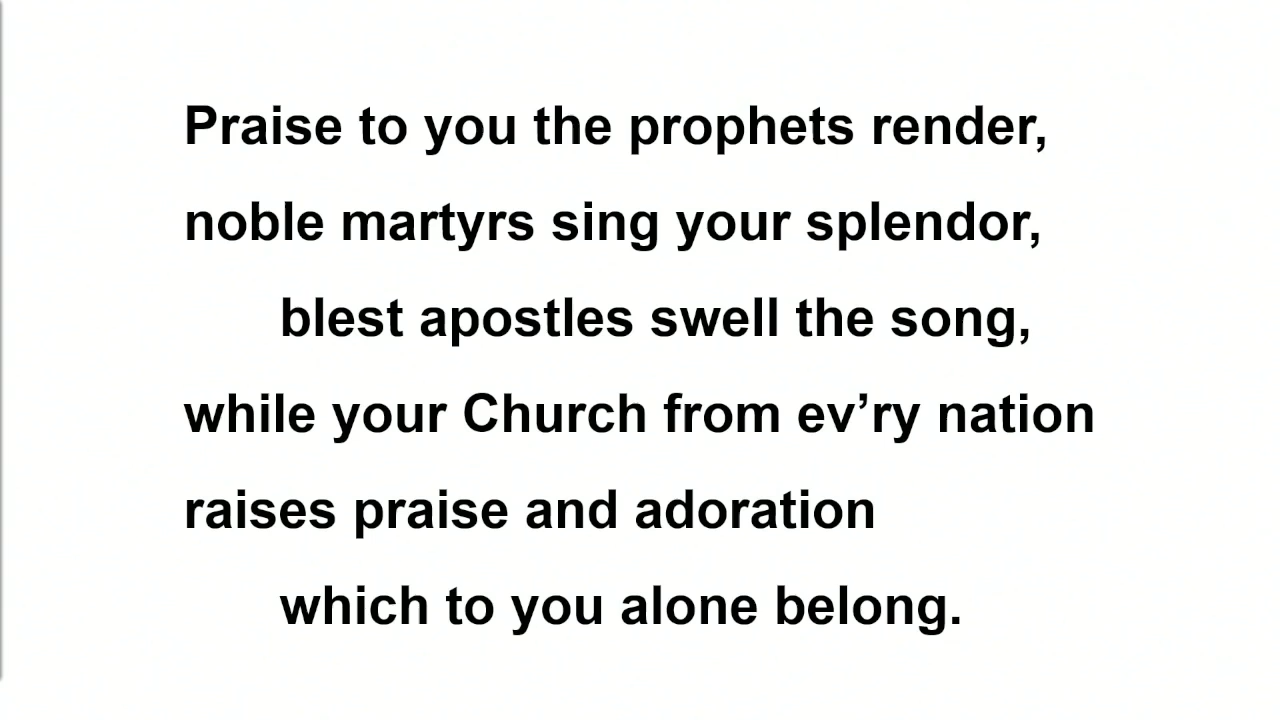 Praise to you the prophets render,
noble martyrs sing your splendor,
blest apostles swell the song,
while your Church from ev’ry nation
raises praise and adoration
which to you alone belong.